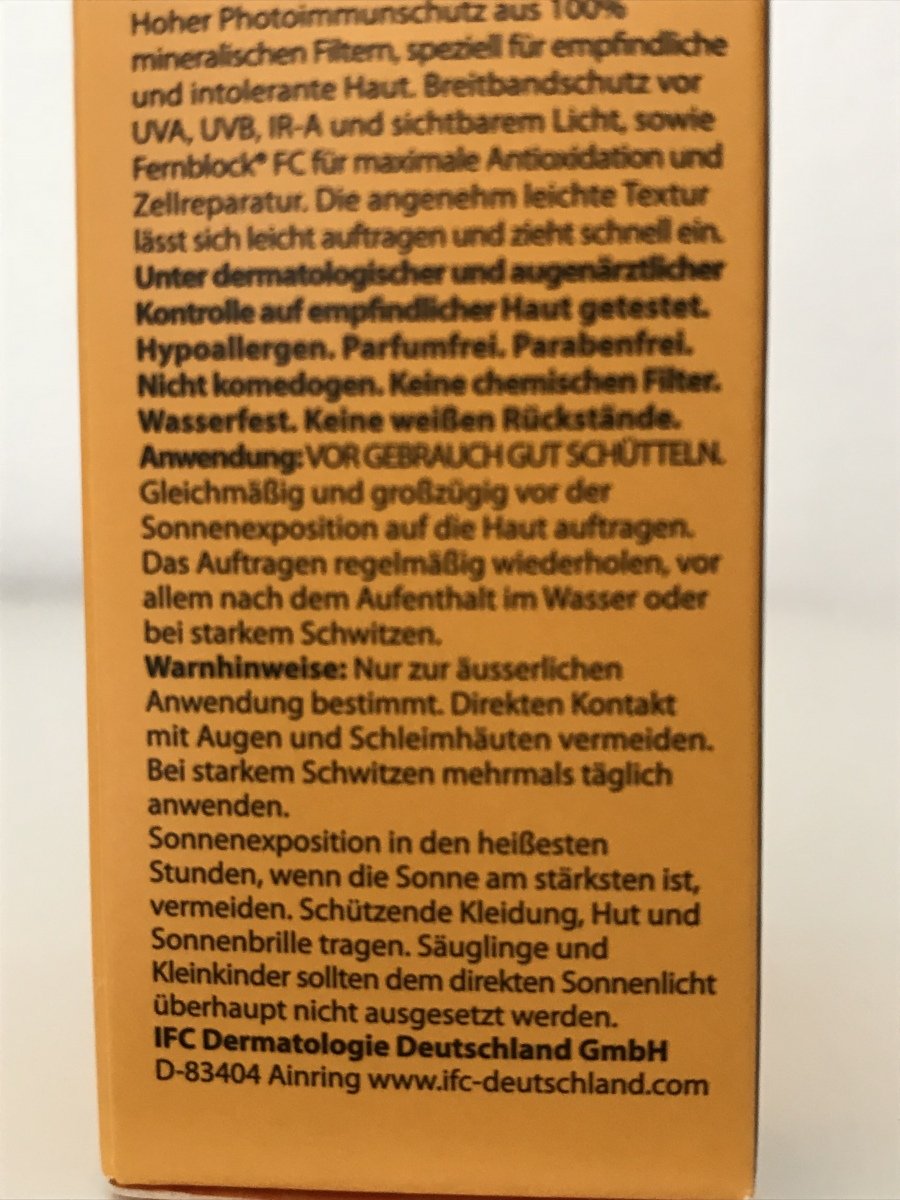 Hoher Photoimmunschutz aus 100%
mineralischen Filtern, speziell für empfindliche
und intolerante Haut. Breitbandschutz vor
UVA, UVB, IR-A und sichtbarem Licht, sowie
Fernblock® FC für maximale Antioxidation und
Zellreparatur. Die angenehm leichte Textur
lässt sich leicht auftragen und zieht schnell ein.
Unter dermatologischer und augenärztlicher
Kontrolle auf empfindlicher Haut getestet.
Hypoallergen. Parfumfrei. Parabenfrei.
Nicht komedogen. Keine chemischen Filter.
Wasserfest. Keine weißen Rückstände.
Anwendung: VOR GEBRAUCH GUT SCHÜTTELN.
Gleichmäßig und großzügig vor der
Sonnenexposition auf die Haut auftragen.
Das Auftragen regelmäßig wiederholen, vor
allem nach dem Aufenthalt im Wasser oder
bei starkem Schwitzen.
Warnhinweise: Nur zur äusserlichen
Anwendung bestimmt. Direkten Kontakt
mit Augen und Schleimhäuten vermeiden.
Bei starkem Schwitzen mehrmals täglich
anwenden.
Sonnenexposition in den heißesten
Stunden, wenn die Sonne am stärksten ist,
vermeiden. Schützende Kleidung, Hut und
Sonnenbrille tragen. Säuglinge und
Kleinkinder sollten dem direkten Sonnenlicht
überhaupt nicht ausgesetzt werden.
IFC Dermatologie Deutschland GmbH
D-83404 Ainring www.ifc-deutschland.com